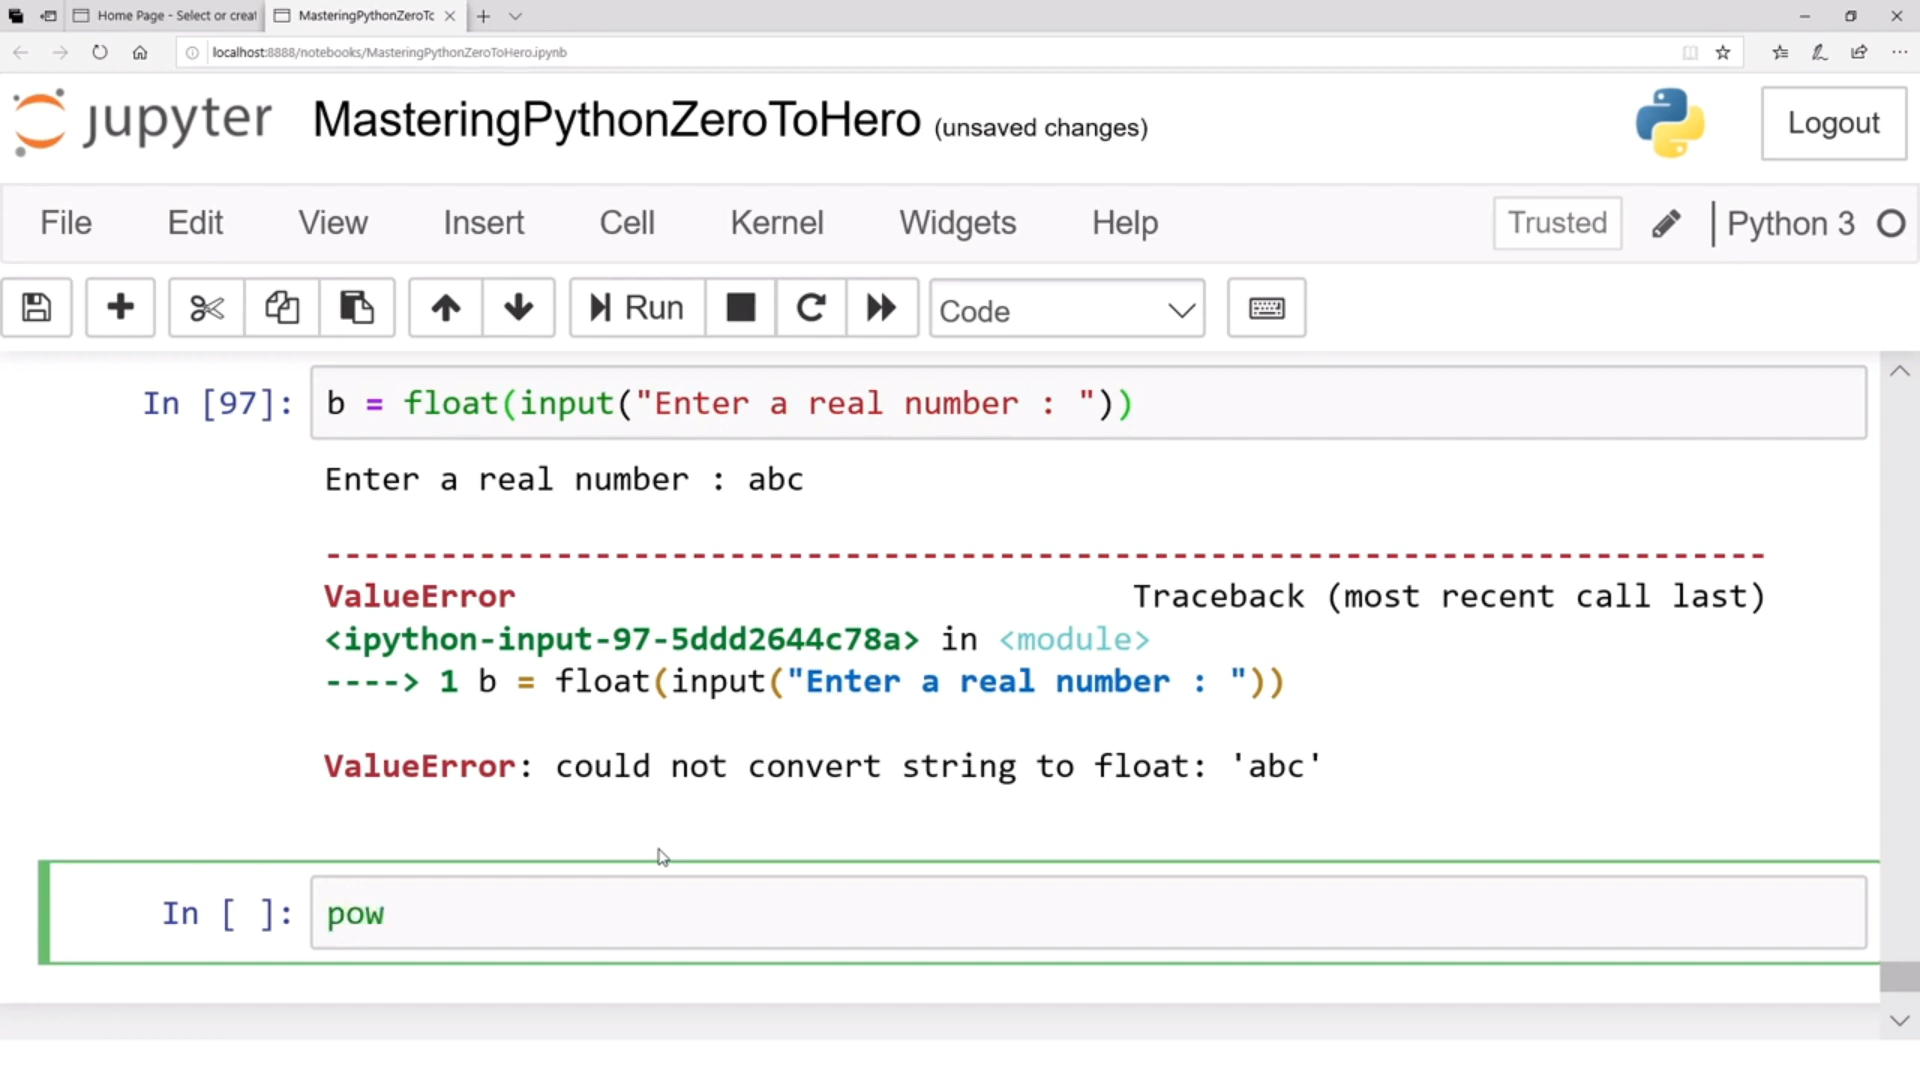 Home Page - Select or creat
MasteringPythonZeroTc
localhost:8888/notebooks/MasteringPythonZeroToHero.ipynb
jupyter MasteringPythonZeroToHero (unsaved changes)
Logout
File Edit View Insert Cell Kernel Widgets Help
Trusted
Python 3
Run
Code
In [97]: b = float(input("Enter a real number : "))
Enter a real number : abc
---------------------------------------------------------------------------
ValueError Traceback (most recent call last)
<ipython-input-97-5ddd2644c78a> in <module>
----> 1 b = float(input("Enter a real number : "))
ValueError: could not convert string to float: 'abc'
In [ ]: pow